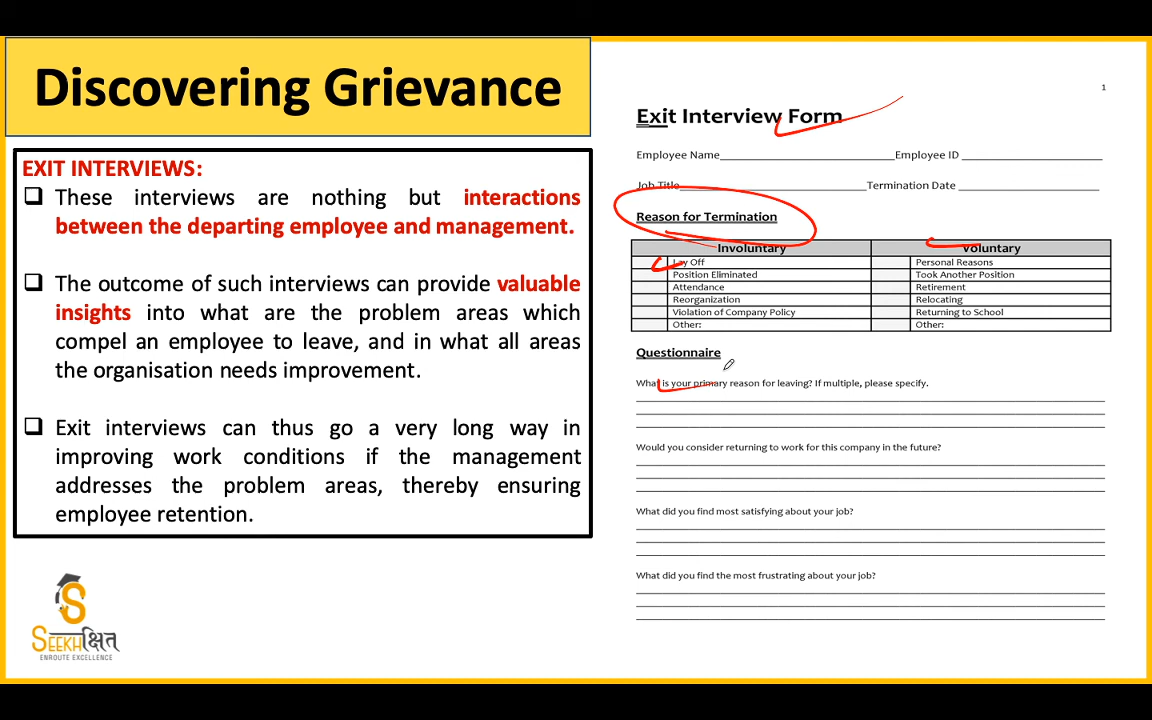 Discovering Grievance
EXIT INTERVIEWS:
These interviews are nothing but interactions
between the departing employee and management.
The outcome of such interviews can provide valuable
insights into what are the problem areas which
compel an employee to leave, and in what all areas
the organisation needs improvement.
Exit interviews can thus go a very long way in
improving work conditions if the management
addresses the problem areas, thereby ensuring
employee retention.
S
SEEKHक्षित
ENROUTE EXCELLENCE
1
Exit Interview Form
Employee Name Employee ID
Job Title Termination Date
Reason for Termination
Involuntary Voluntary
Lay Off Personal Reasons
Position Eliminated Took Another Position
Attendance Retirement
Reorganization Relocating
Violation of Company Policy Returning to School
Other: Other:
Questionnaire
What is your primary reason for leaving? If multiple, please specify.
Would you consider returning to work for this company in the future?
What did you find most satisfying about your job?
What did you find the most frustrating about your job?